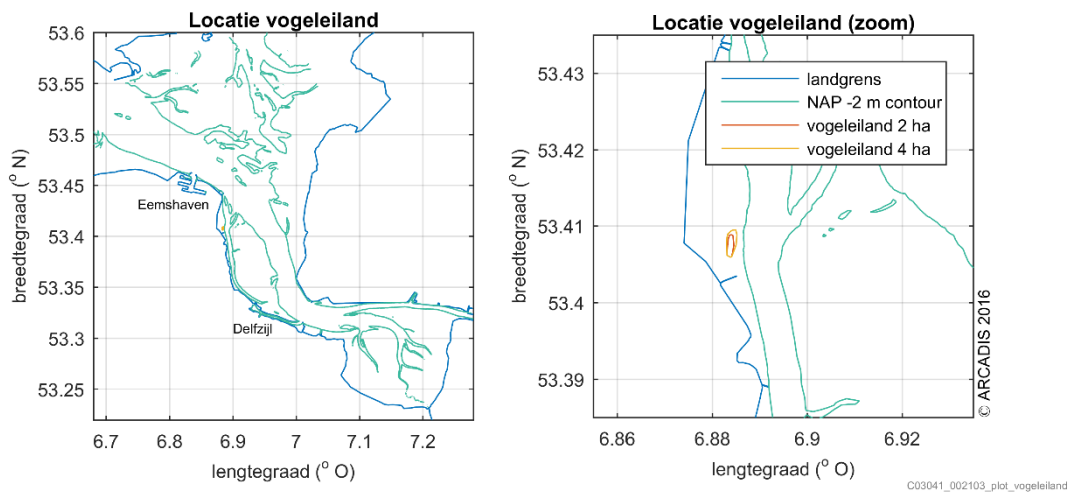 Locatie vogeleiland
53.6
53.55
53.5
53.45
53.4
53.35
53.3
53.25
breedtegraad (° N)
Eemshaven
Delfzijl
6.7 6.8 6.9 7 7.1 7.2
lengtegraad (° O)
Locatie vogeleiland (zoom)
53.43
53.42
53.41
53.4
53.39
breedtegraad (° N)
landgrens
NAP -2 m contour
vogeleiland 2 ha
vogeleiland 4 ha
6.86 6.88 6.9 6.92
lengtegraad (° O)
© ARCADIS 2016
C03041_002103_plot_vogeleiland